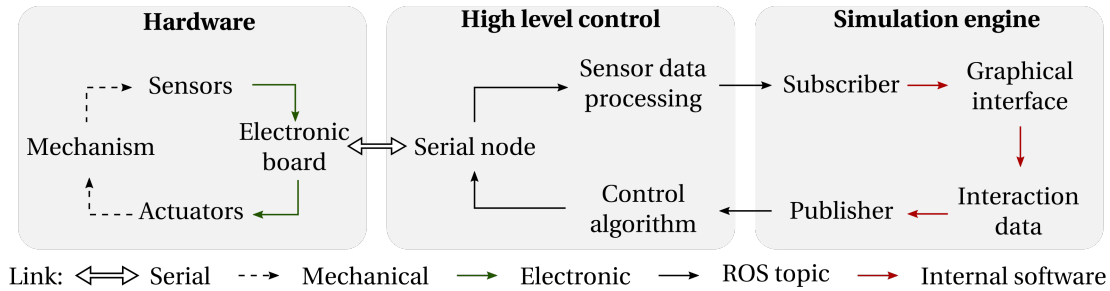 Hardware
Sensors
Mechanism
Electronic
board
Actuators
High level control
Sensor data
processing
Serial node
Control
algorithm
Simulation engine
Subscriber
Graphical
interface
Publisher
Interaction
data
Link: Serial Mechanical Electronic ROS topic Internal software